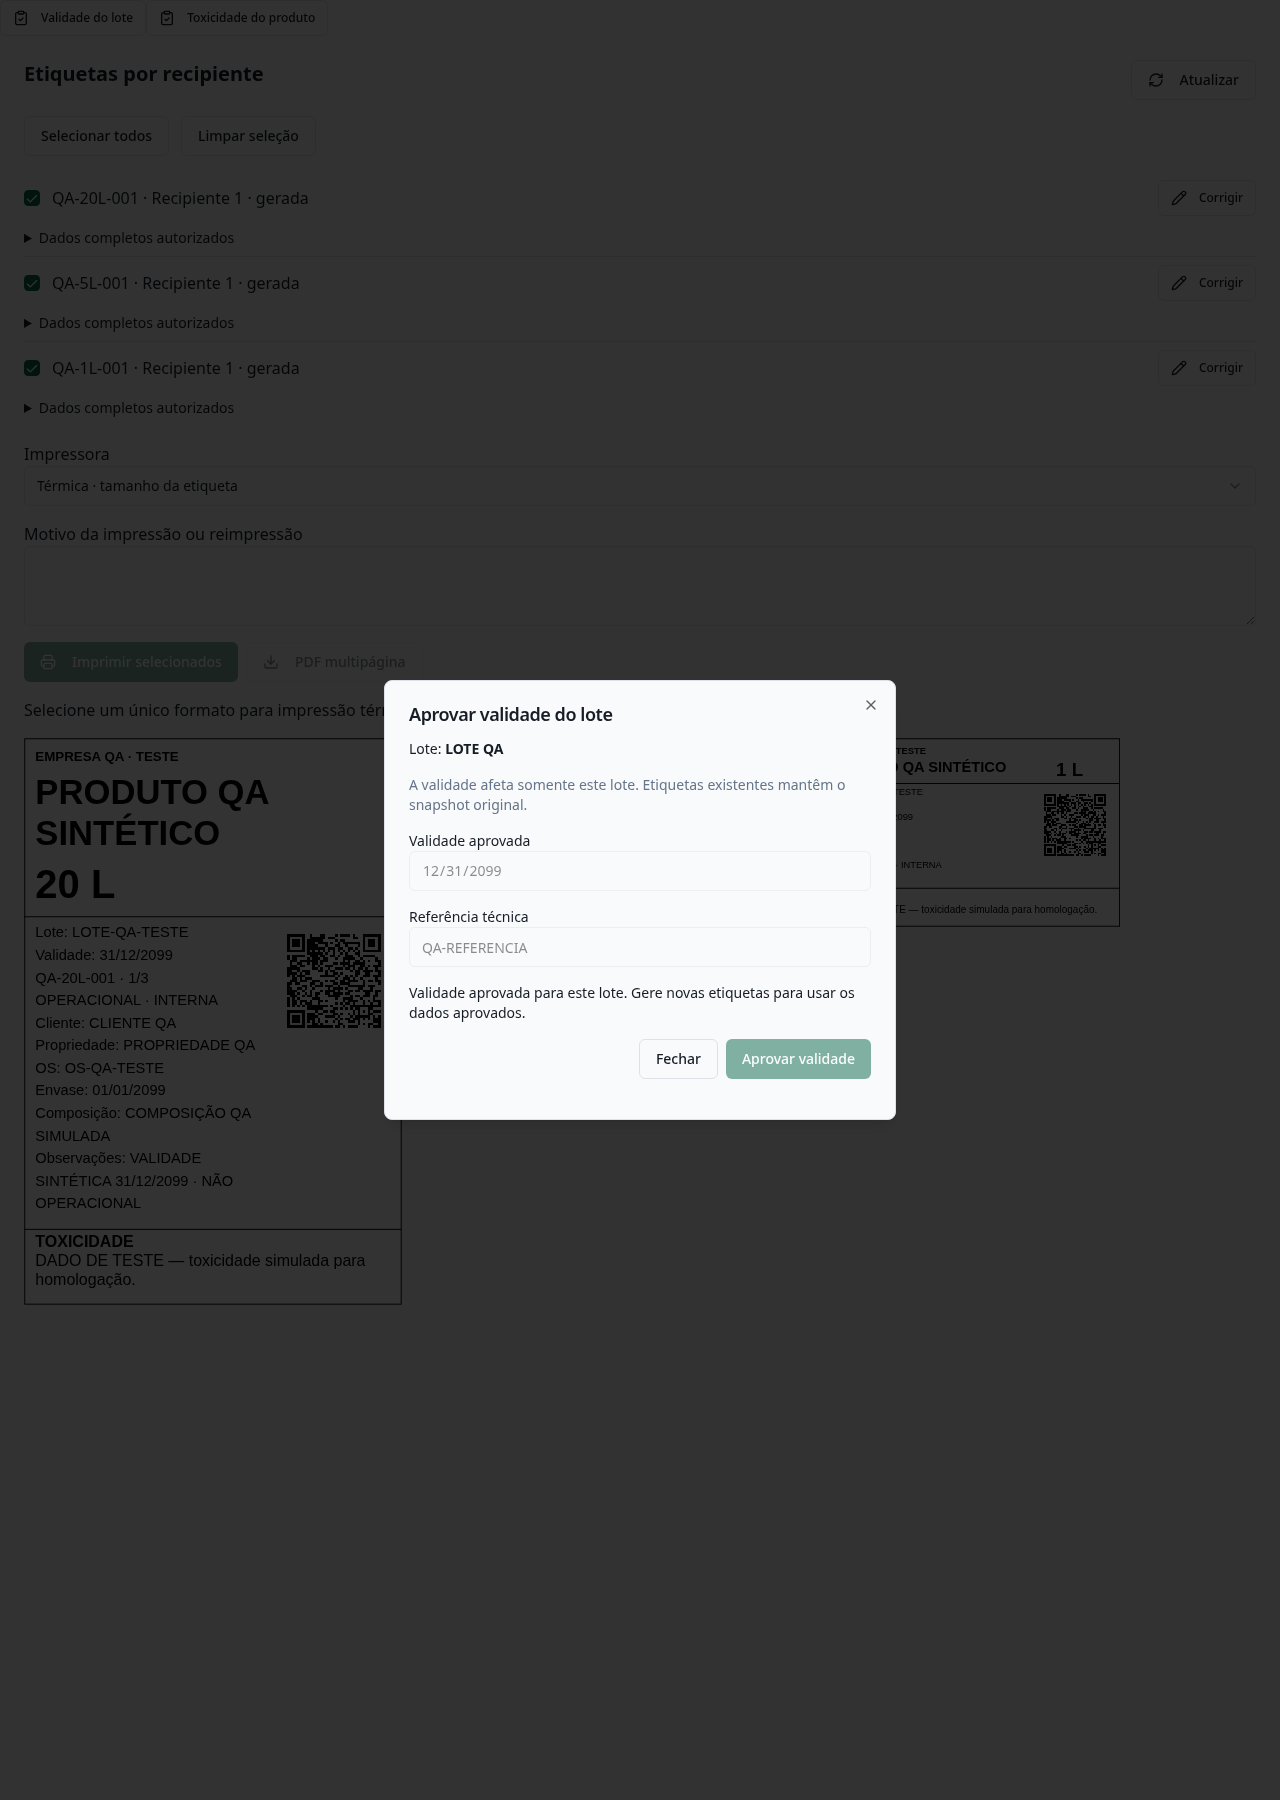 Validade do lote
Toxicidade do produto
Etiquetas por recipiente
Atualizar
Selecionar todos
Limpar seleção
QA-20L-001 · Recipiente 1 · gerada
Corrigir
Dados completos autorizados
QA-5L-001 · Recipiente 1 · gerada
Corrigir
Dados completos autorizados
QA-1L-001 · Recipiente 1 · gerada
Corrigir
Dados completos autorizados
Impressora
Térmica · tamanho da etiqueta
Motivo da impressão ou reimpressão
Imprimir selecionados
PDF multipágina
Selecione um único formato para impressão
EMPRESA QA · TESTE
PRODUTO QA
SINTÉTICO
20 L
Lote: LOTE-QA-TESTE
Validade: 31/12/2099
QA-20L-001 · 1/3
OPERACIONAL · INTERNA
Cliente: CLIENTE QA
Propriedade: PROPRIEDADE QA
OS: OS-QA-TESTE
Envase: 01/01/2099
Composição: COMPOSIÇÃO QA
SIMULADA
Observações: VALIDADE
SINTÉTICA 31/12/2099 · NÃO
OPERACIONAL
TOXICIDADE
DADO DE TESTE — toxicidade simulada para
homologação.
Aprovar validade do lote
Lote: LOTE QA
A validade afeta somente este lote. Etiquetas existentes mantêm o
snapshot original.
Validade aprovada
12/31/2099
Referência técnica
QA-REFERENCIA
Validade aprovada para este lote. Gere novas etiquetas para usar os
dados aprovados.
Fechar
Aprovar validade
TESTE
QA SINTÉTICO
1 L
TESTE
2099
· INTERNA
— toxicidade simulada para homologação.